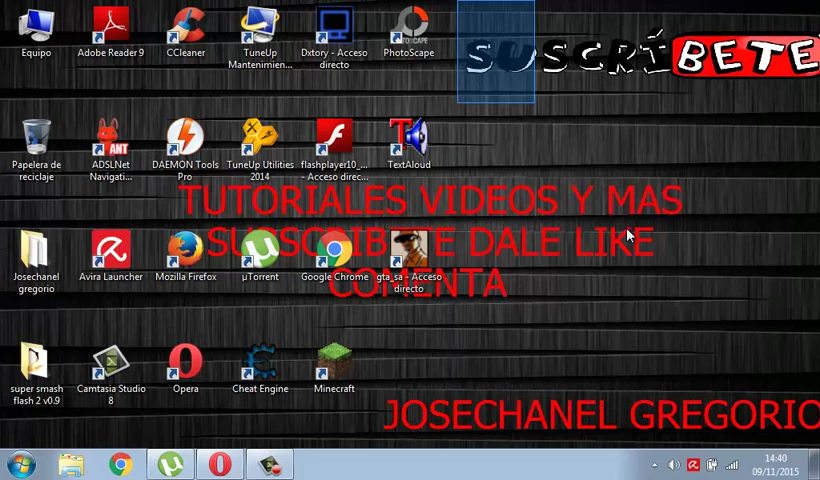 SUSCRÍBETE
Equipo
Adobe Reader 9
CCleaner
TuneUp
Mantenimien...
Dxtory - Acceso
directo
PhotoScape
Papelera de
reciclaje
ADSLNet
Navigati...
DAEMON Tools
Pro
TuneUp Utilities
2014
flashplayer10_...
- Acceso direc...
TextAloud
TUTORIALES VIDEOS Y MAS
DALE LIKE
COMENTA
Josechanel
gregorio
Avira Launcher
Mozilla Firefox
µTorrent
Google Chrome
gta_sa - Acceso
directo
super smash
flash 2 v0.9
Camtasia Studio
8
Opera
Cheat Engine
Minecraft
JOSECHANEL GREGORIO
14:40
09/11/2015